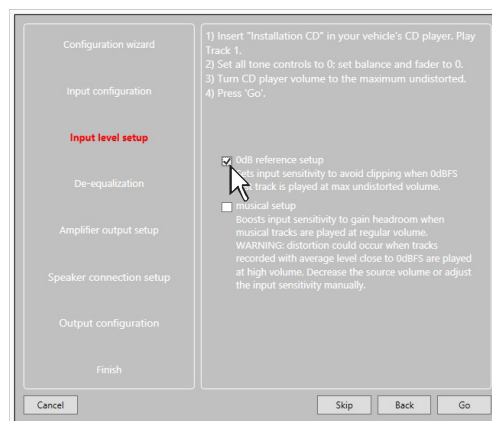 Configuration wizard
Input configuration
Input level setup
De-equalization
Amplifier output setup
Speaker connection setup
Output configuration
Finish
1) Insert "Installation CD" in your vehicle's CD player. Play
Track 1.
2) Set all tone controls to 0: set balance and fader to 0.
3) Turn CD player volume to the maximum undistorted.
4) Press 'Go'.
0dB reference setup
Sets input sensitivity to avoid clipping when 0dBFS
track is played at max undistorted volume.
musical setup
Boosts input sensitivity to gain headroom when
musical tracks are played at regular volume.
WARNING: distortion could occur when tracks
recorded with average level close to 0dBFS are played
at high volume. Decrease the source volume or adjust
the input sensitivity manually.
Cancel
Skip
Back
Go